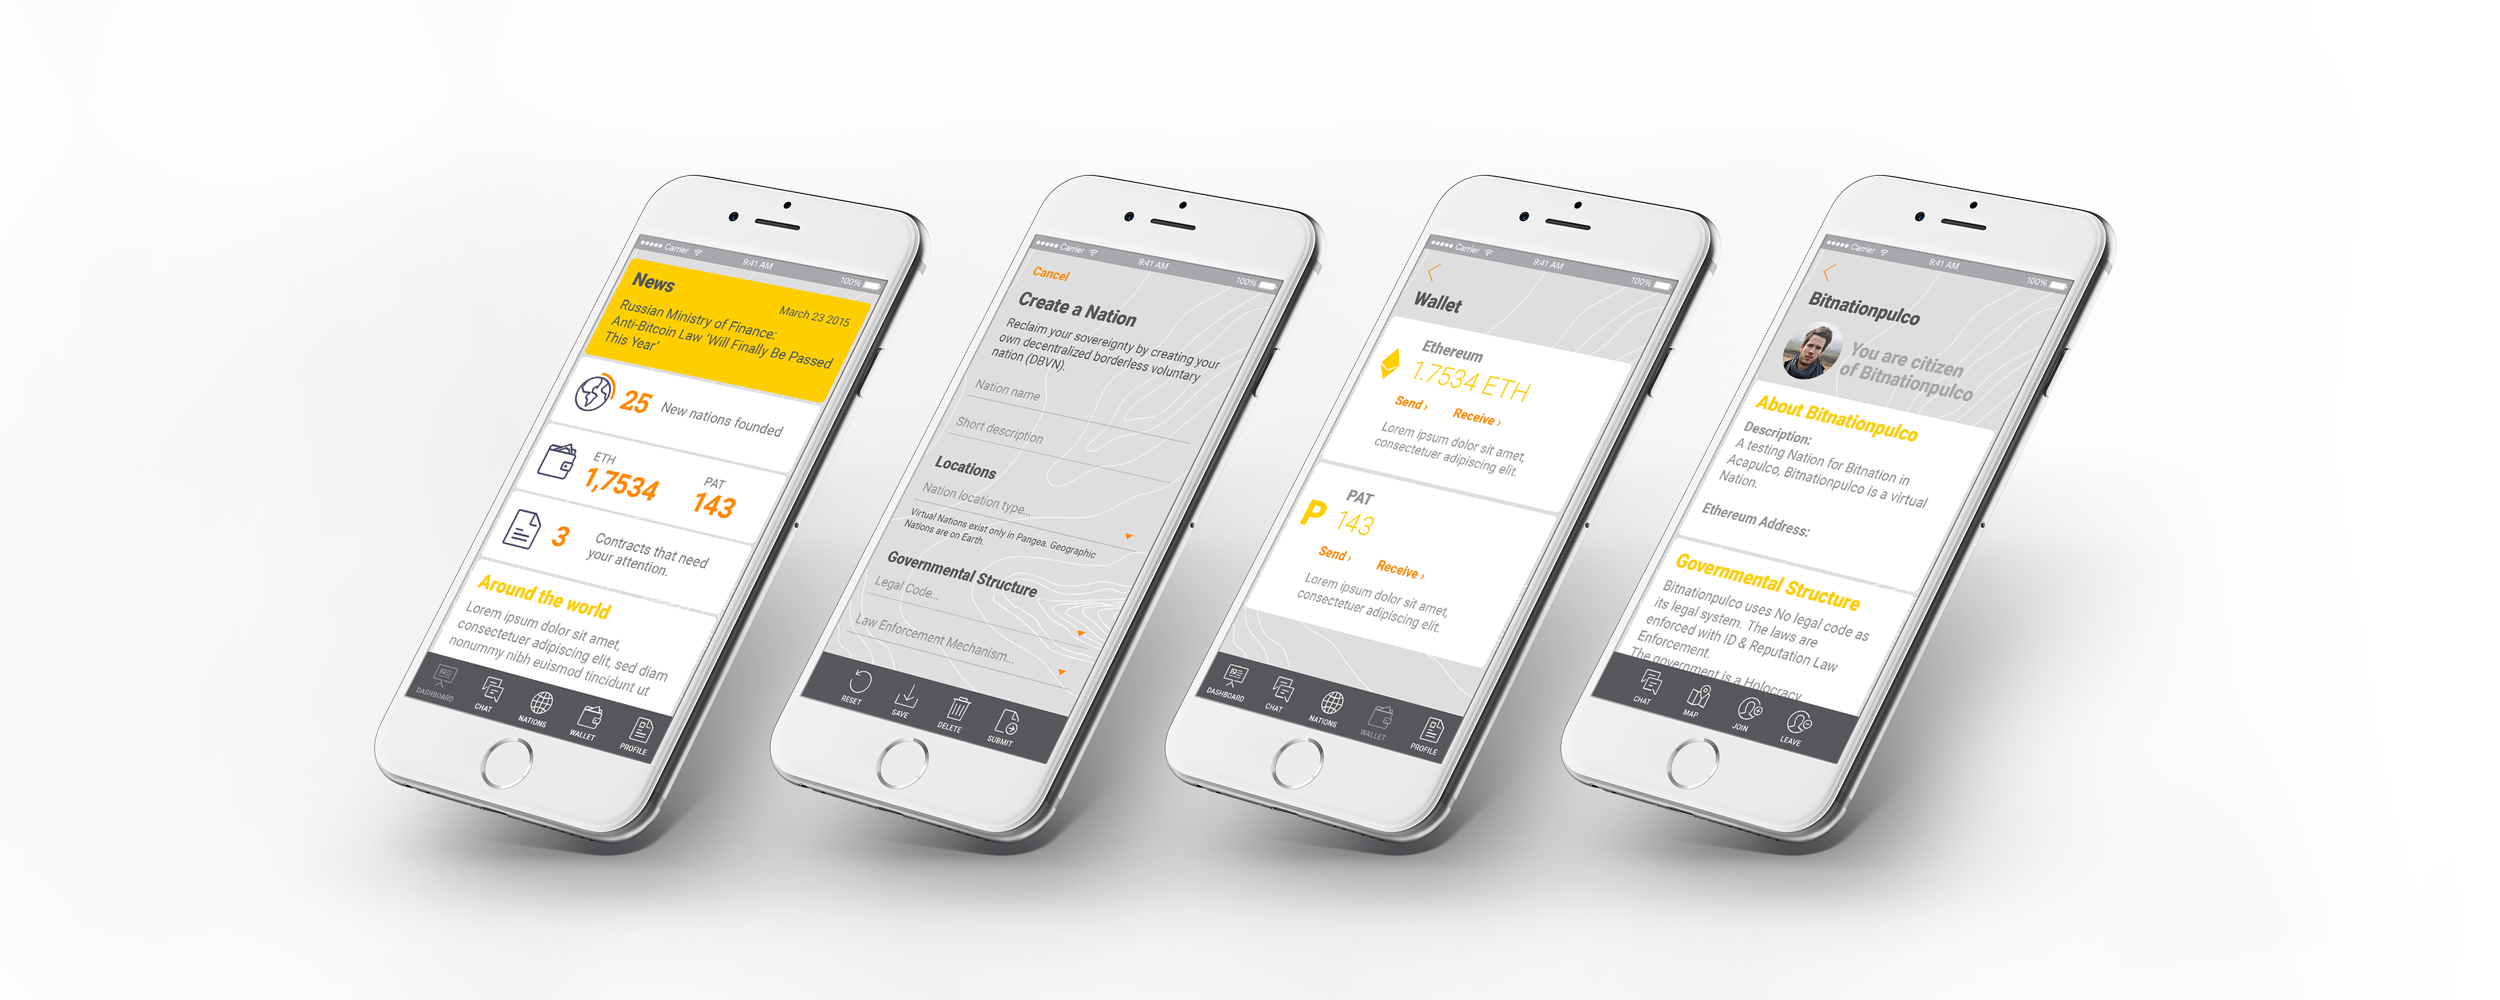 Carrier
9:41 AM
100%
News
March 23 2015
Russian Ministry of Finance:
Anti-Bitcoin Law 'Will Finally Be Passed
This Year'
25 New nations founded
ETH
1,7534
PAT
143
3
Contracts that need
your attention.
Around the world
Lorem ipsum dolor sit amet,
consectetuer adipiscing elit, sed diam
nonummy nibh euismod tincidunt ut
DASHBOARD
CHAT
NATIONS
WALLET
PROFILE
Carrier
9:41 AM
100%
Cancel
Create a Nation
Reclaim your sovereignty by creating your
own decentralized borderless voluntary
nation (DBVN).
Nation name
Short description
Locations
Nation location type...
Virtual Nations exist only in Pangea. Geographic
Nations are on Earth.
Governmental Structure
Legal Code...
Law Enforcement Mechanism...
RESET
SAVE
DELETE
SUBMIT
Carrier
9:41 AM
100%
Wallet
Ethereum
1.7534 ETH
Send ›
Receive ›
Lorem ipsum dolor sit amet,
consectetuer adipiscing elit.
P
PAT
143
Send ›
Receive ›
Lorem ipsum dolor sit amet,
consectetuer adipiscing elit.
DASHBOARD
CHAT
NATIONS
WALLET
PROFILE
Carrier
9:41 AM
100%
Bitnationpulco
You are citizen
of Bitnationpulco
About Bitnationpulco
Description:
A testing Nation for Bitnation in
Acapulco, Bitnationpulco is a virtual
Nation.
Ethereum Address:
Governmental Structure
Bitnationpulco uses No legal code as
its legal system. The laws are
enforced with ID & Reputation Law
Enforcement.
The government is a Holocracy
CHAT
MAP
JOIN
LEAVE